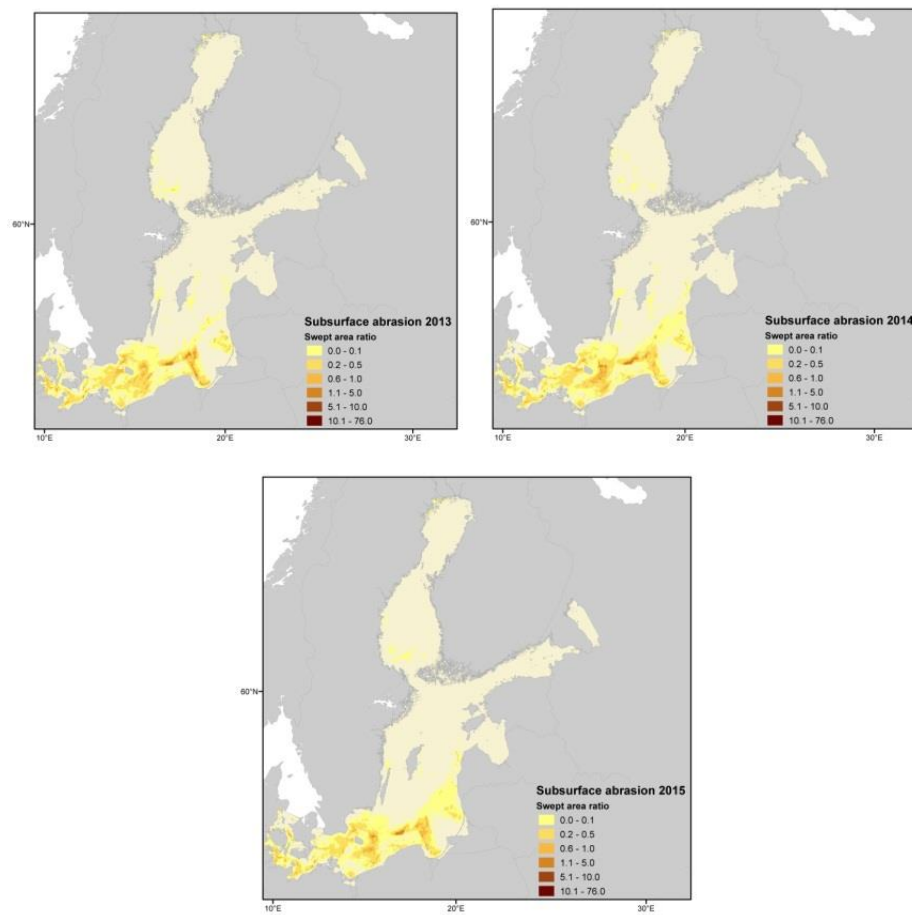 Subsurface abrasion 2013
Swept area ratio
0.0 - 0.1
0.2 - 0.5
0.6 - 1.0
1.1 - 5.0
5.1 - 10.0
10.1 - 76.0
60°N
10°E
20°E
30°E
Subsurface abrasion 2014
Swept area ratio
0.0 - 0.1
0.2 - 0.5
0.6 - 1.0
1.1 - 5.0
5.1 - 10.0
10.1 - 76.0
60°N
10°E
20°E
30°E
Subsurface abrasion 2015
Swept area ratio
0.0 - 0.1
0.2 - 0.5
0.6 - 1.0
1.1 - 5.0
5.1 - 10.0
10.1 - 76.0
60°N
10°E
20°E
30°E